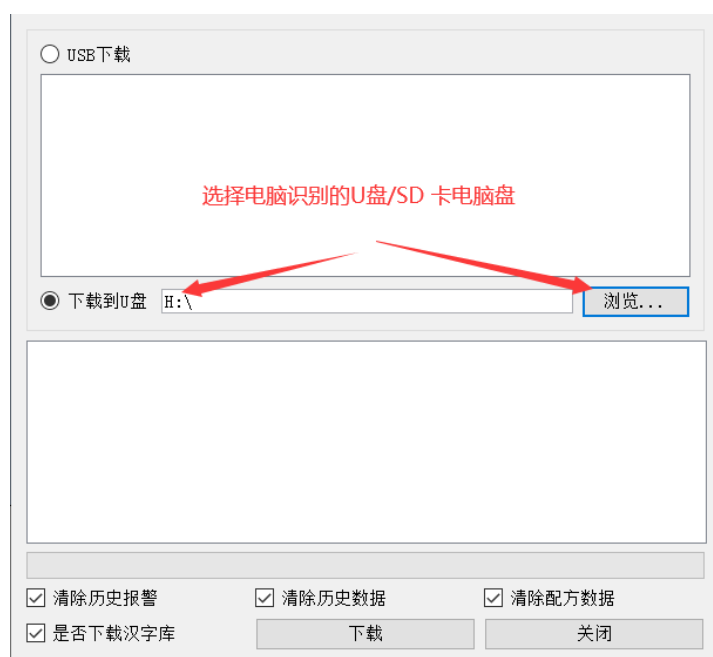 USB下载
选择电脑识别的U盘/SD 卡电脑盘
下载到U盘 H:\ 浏览...
清除历史报警 清除历史数据 清除配方数据
是否下载汉字库 下载 关闭